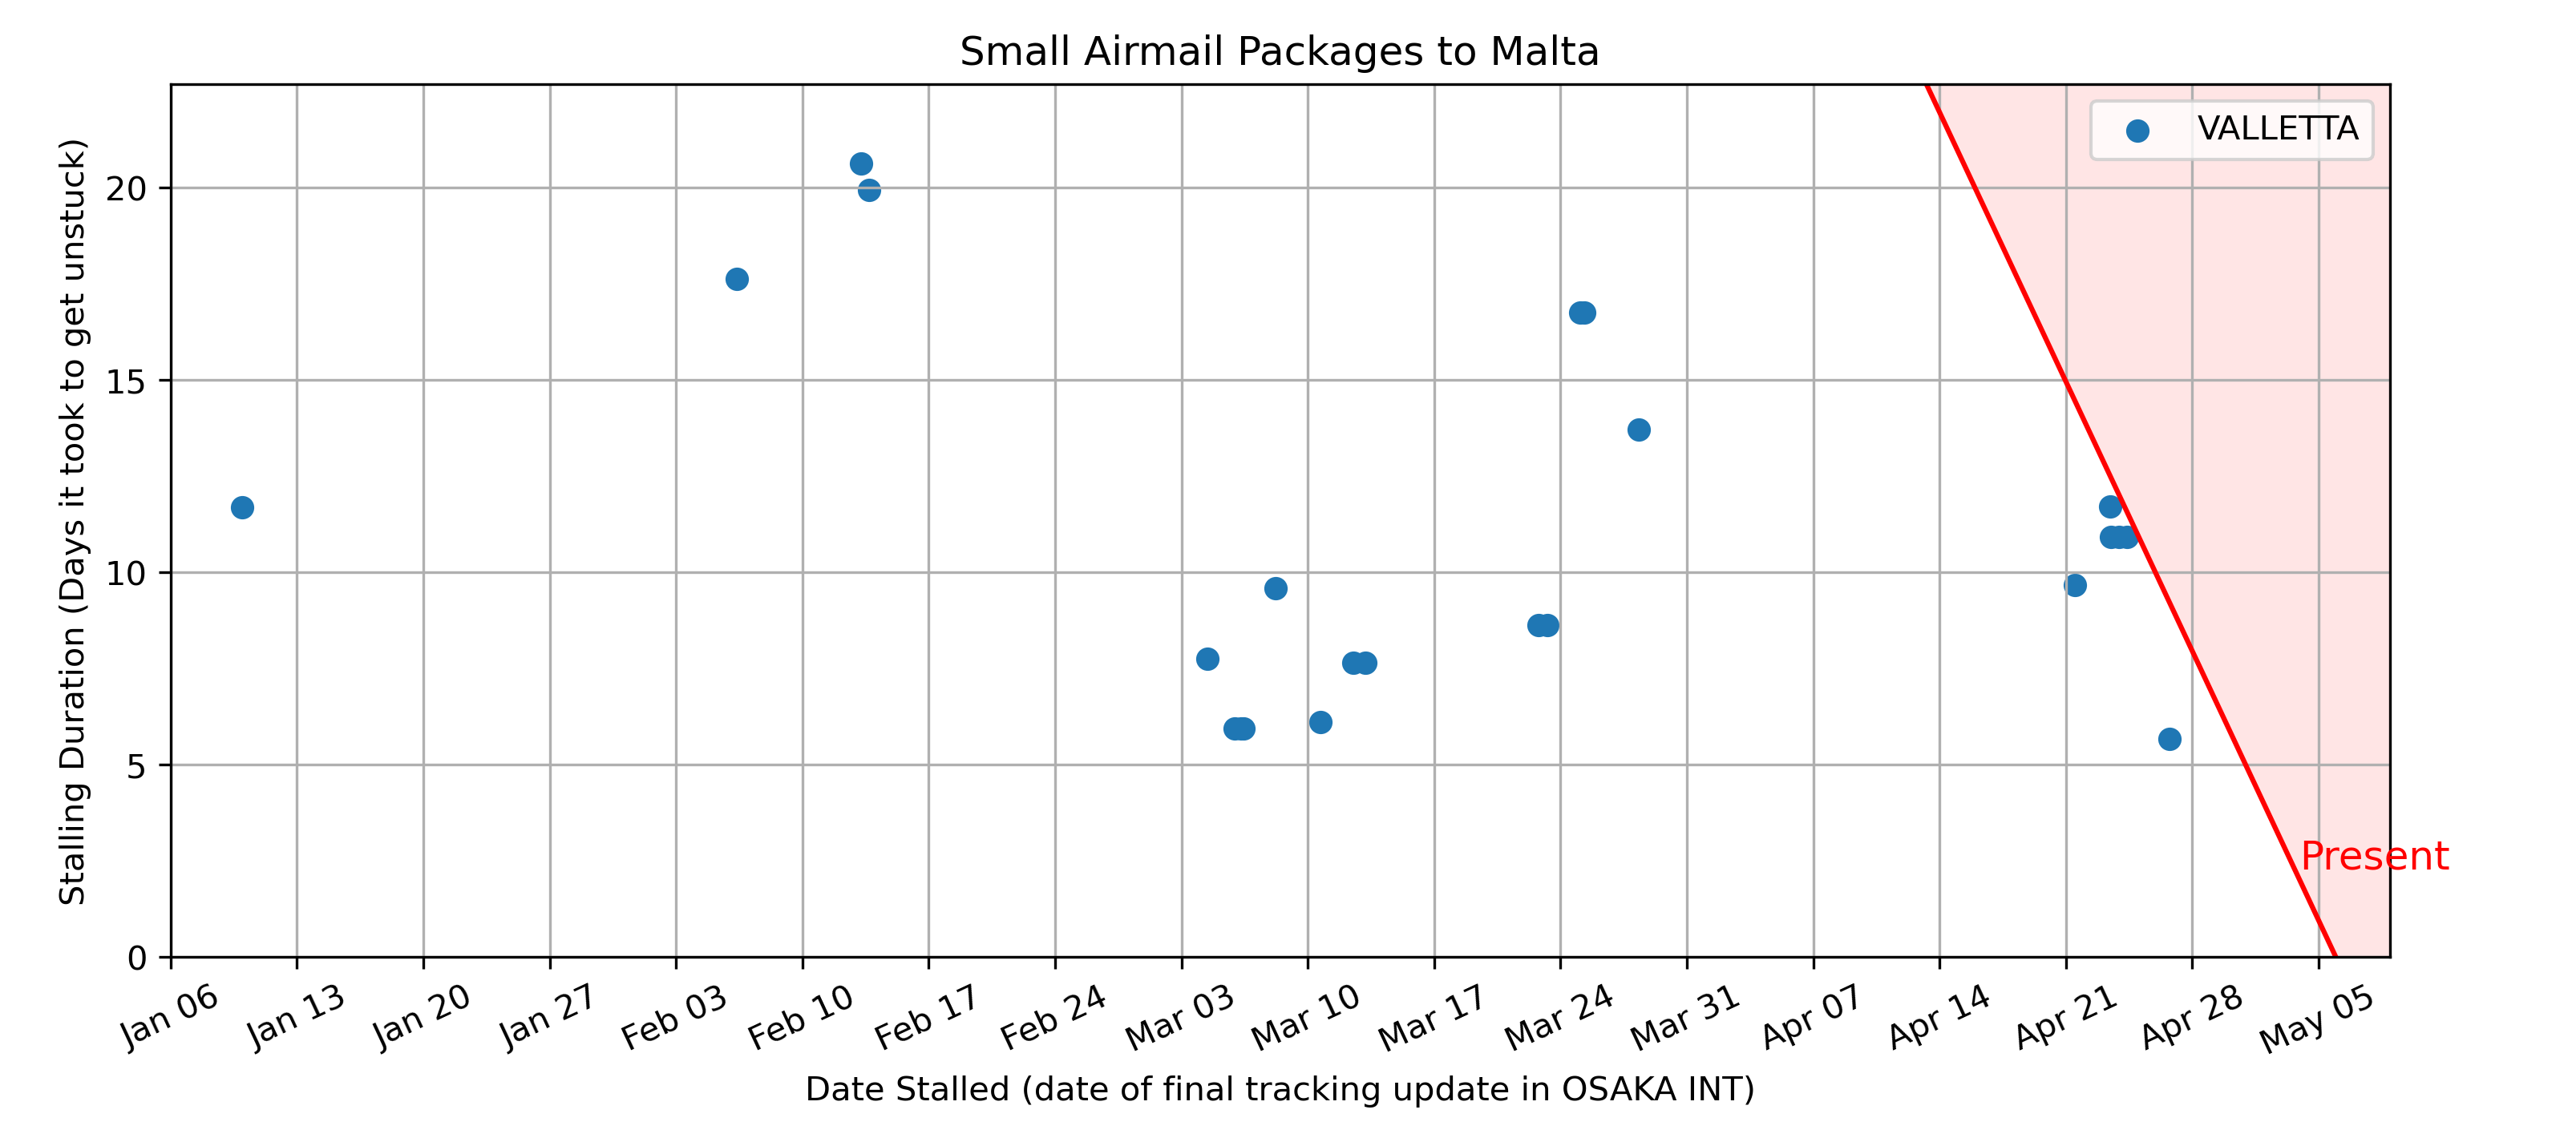 Small Airmail Packages to Malta
VALLETTA
Stalling Duration (Days it took to get unstuck)
20
15
10
5
0
Present
Jan 06
Jan 13
Jan 20
Jan 27
Feb 03
Feb 10
Feb 17
Feb 24
Mar 03
Mar 10
Mar 17
Mar 24
Mar 31
Apr 07
Apr 14
Apr 21
Apr 28
May 05
Date Stalled (date of final tracking update in OSAKA INT)